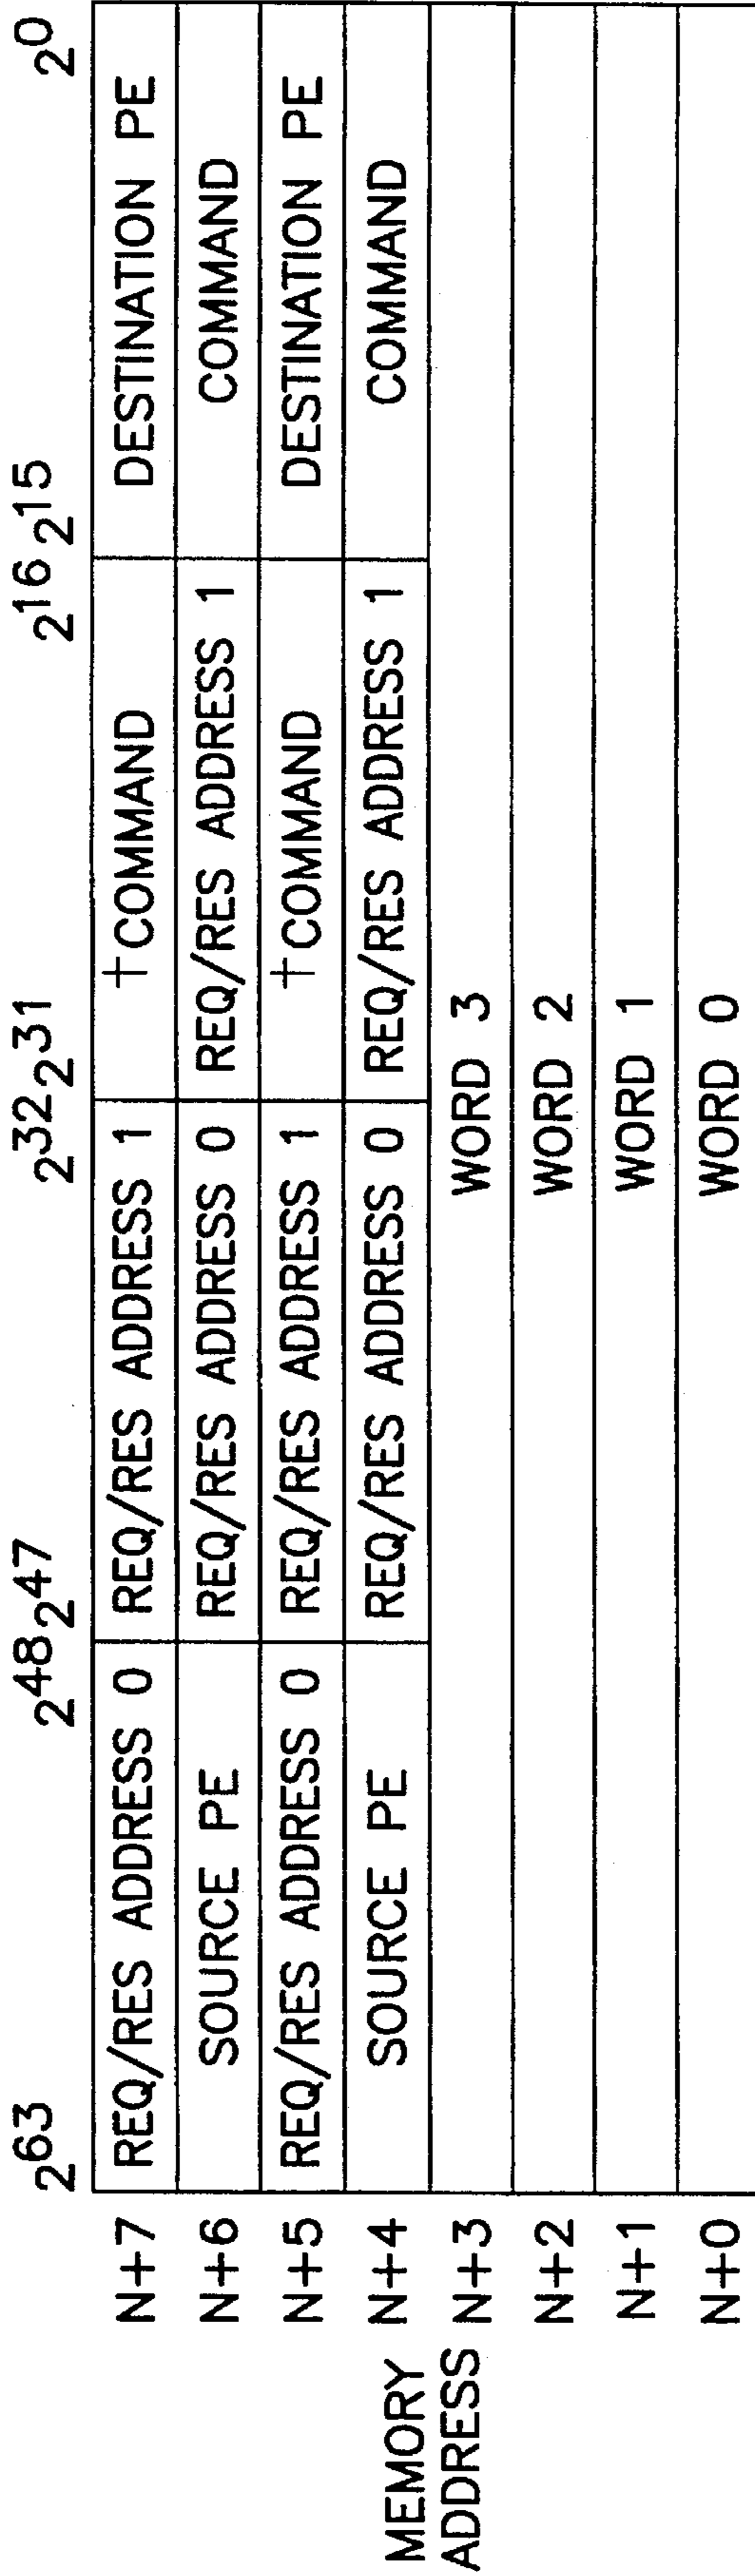 2^63 2^48 2^47 2^32 2^31 2^16 2^15 2^0
N+7 REQ/RES ADDRESS 0 REQ/RES ADDRESS 1 †COMMAND DESTINATION PE
N+6 SOURCE PE REQ/RES ADDRESS 0 REQ/RES ADDRESS 1 COMMAND
N+5 REQ/RES ADDRESS 0 REQ/RES ADDRESS 1 †COMMAND DESTINATION PE
N+4 SOURCE PE REQ/RES ADDRESS 0 REQ/RES ADDRESS 1 COMMAND
MEMORY
ADDRESS
N+3 WORD 3
N+2 WORD 2
N+1 WORD 1
N+0 WORD 0